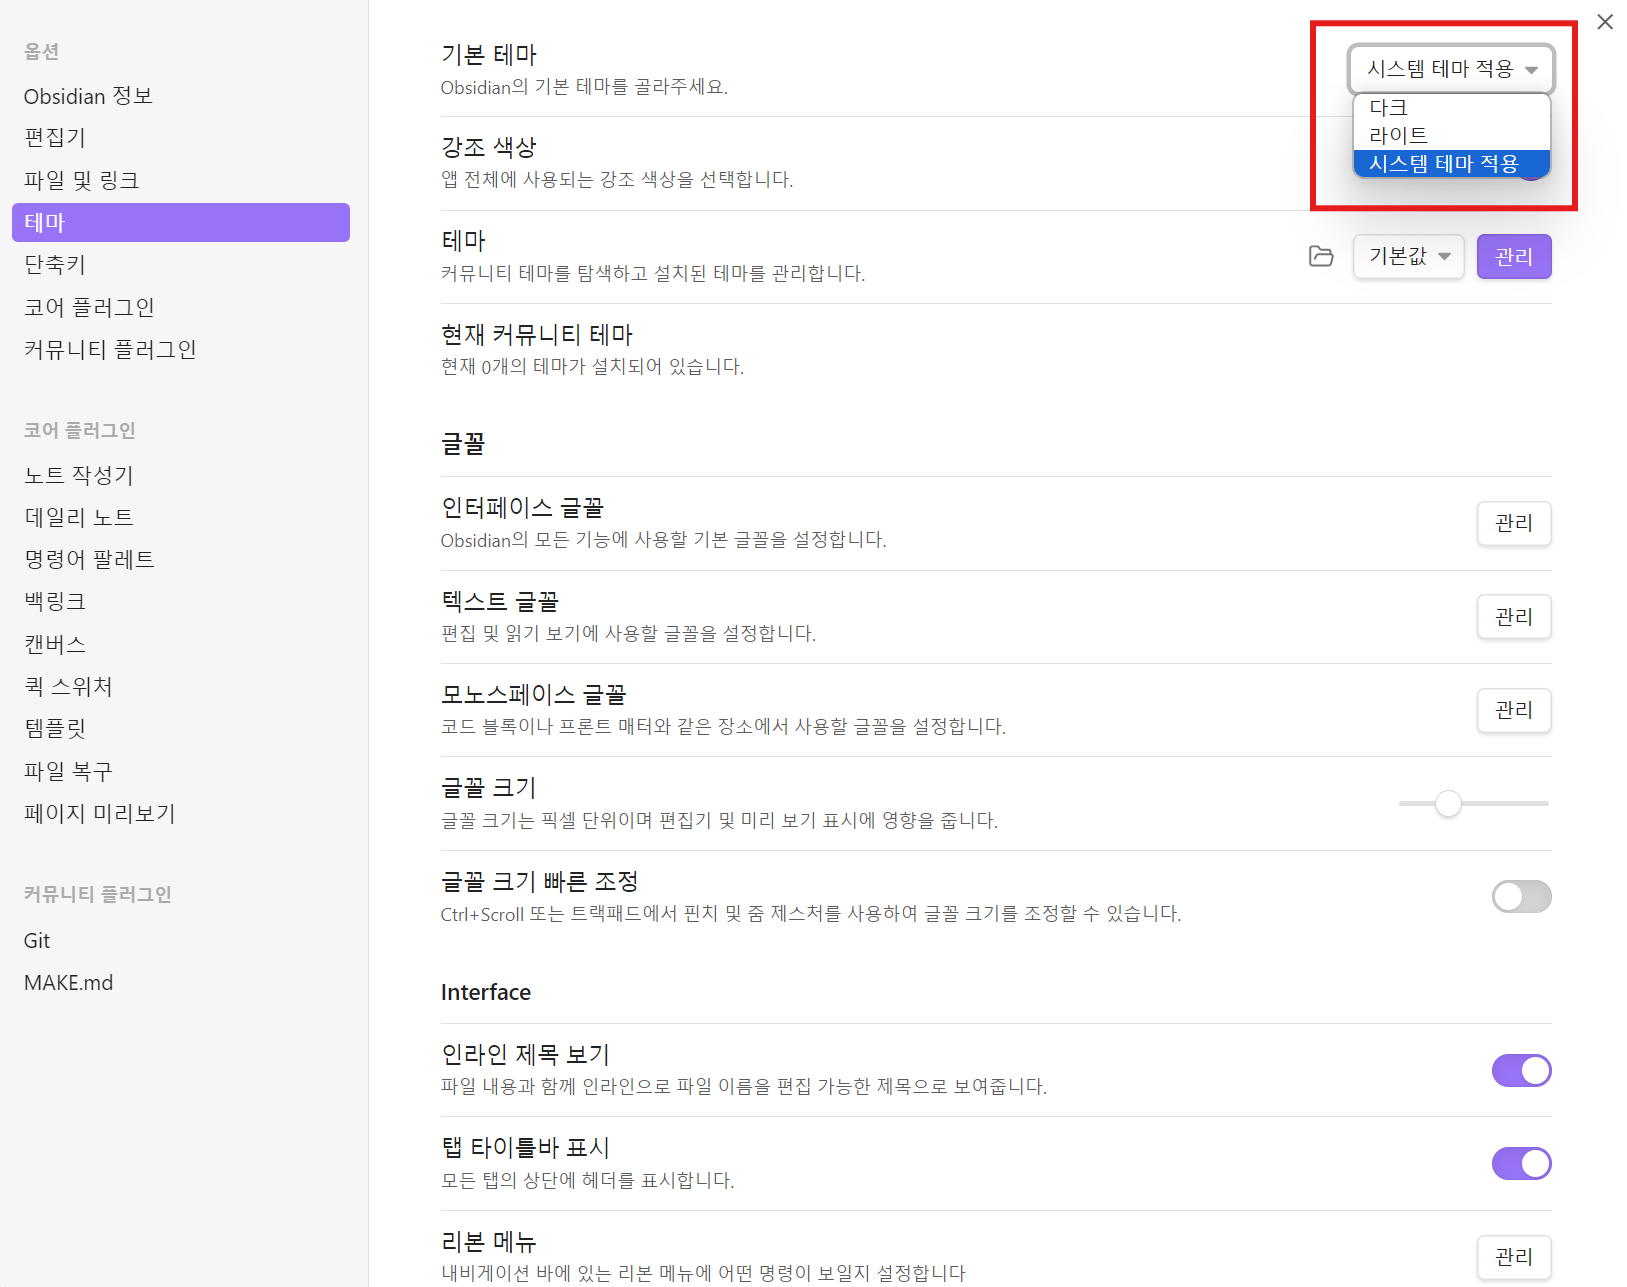 옵션
Obsidian 정보
편집기
파일 및 링크
테마
단축키
코어 플러그인
커뮤니티 플러그인
코어 플러그인
노트 작성기
데일리 노트
명령어 팔레트
백링크
캔버스
퀵 스위처
템플릿
파일 복구
페이지 미리보기
커뮤니티 플러그인
Git
MAKE.md
기본 테마
Obsidian의 기본 테마를 골라주세요.
시스템 테마 적용
다크
라이트
시스템 테마 적용
강조 색상
앱 전체에 사용되는 강조 색상을 선택합니다.
테마
커뮤니티 테마를 탐색하고 설치된 테마를 관리합니다.
기본값
관리
현재 커뮤니티 테마
현재 0개의 테마가 설치되어 있습니다.
글꼴
인터페이스 글꼴
Obsidian의 모든 기능에 사용할 기본 글꼴을 설정합니다.
관리
텍스트 글꼴
편집 및 읽기 보기에 사용할 글꼴을 설정합니다.
관리
모노스페이스 글꼴
코드 블록이나 프론트 매터와 같은 장소에서 사용할 글꼴을 설정합니다.
관리
글꼴 크기
글꼴 크기는 픽셀 단위이며 편집기 및 미리 보기 표시에 영향을 줍니다.
글꼴 크기 빠른 조정
Ctrl+Scroll 또는 트랙패드에서 핀치 및 줌 제스처를 사용하여 글꼴 크기를 조정할 수 있습니다.
Interface
인라인 제목 보기
파일 내용과 함께 인라인으로 파일 이름을 편집 가능한 제목으로 보여줍니다.
탭 타이틀바 표시
모든 탭의 상단에 헤더를 표시합니다.
리본 메뉴
내비게이션 바에 있는 리본 메뉴에 어떤 명령이 보일지 설정합니다
관리